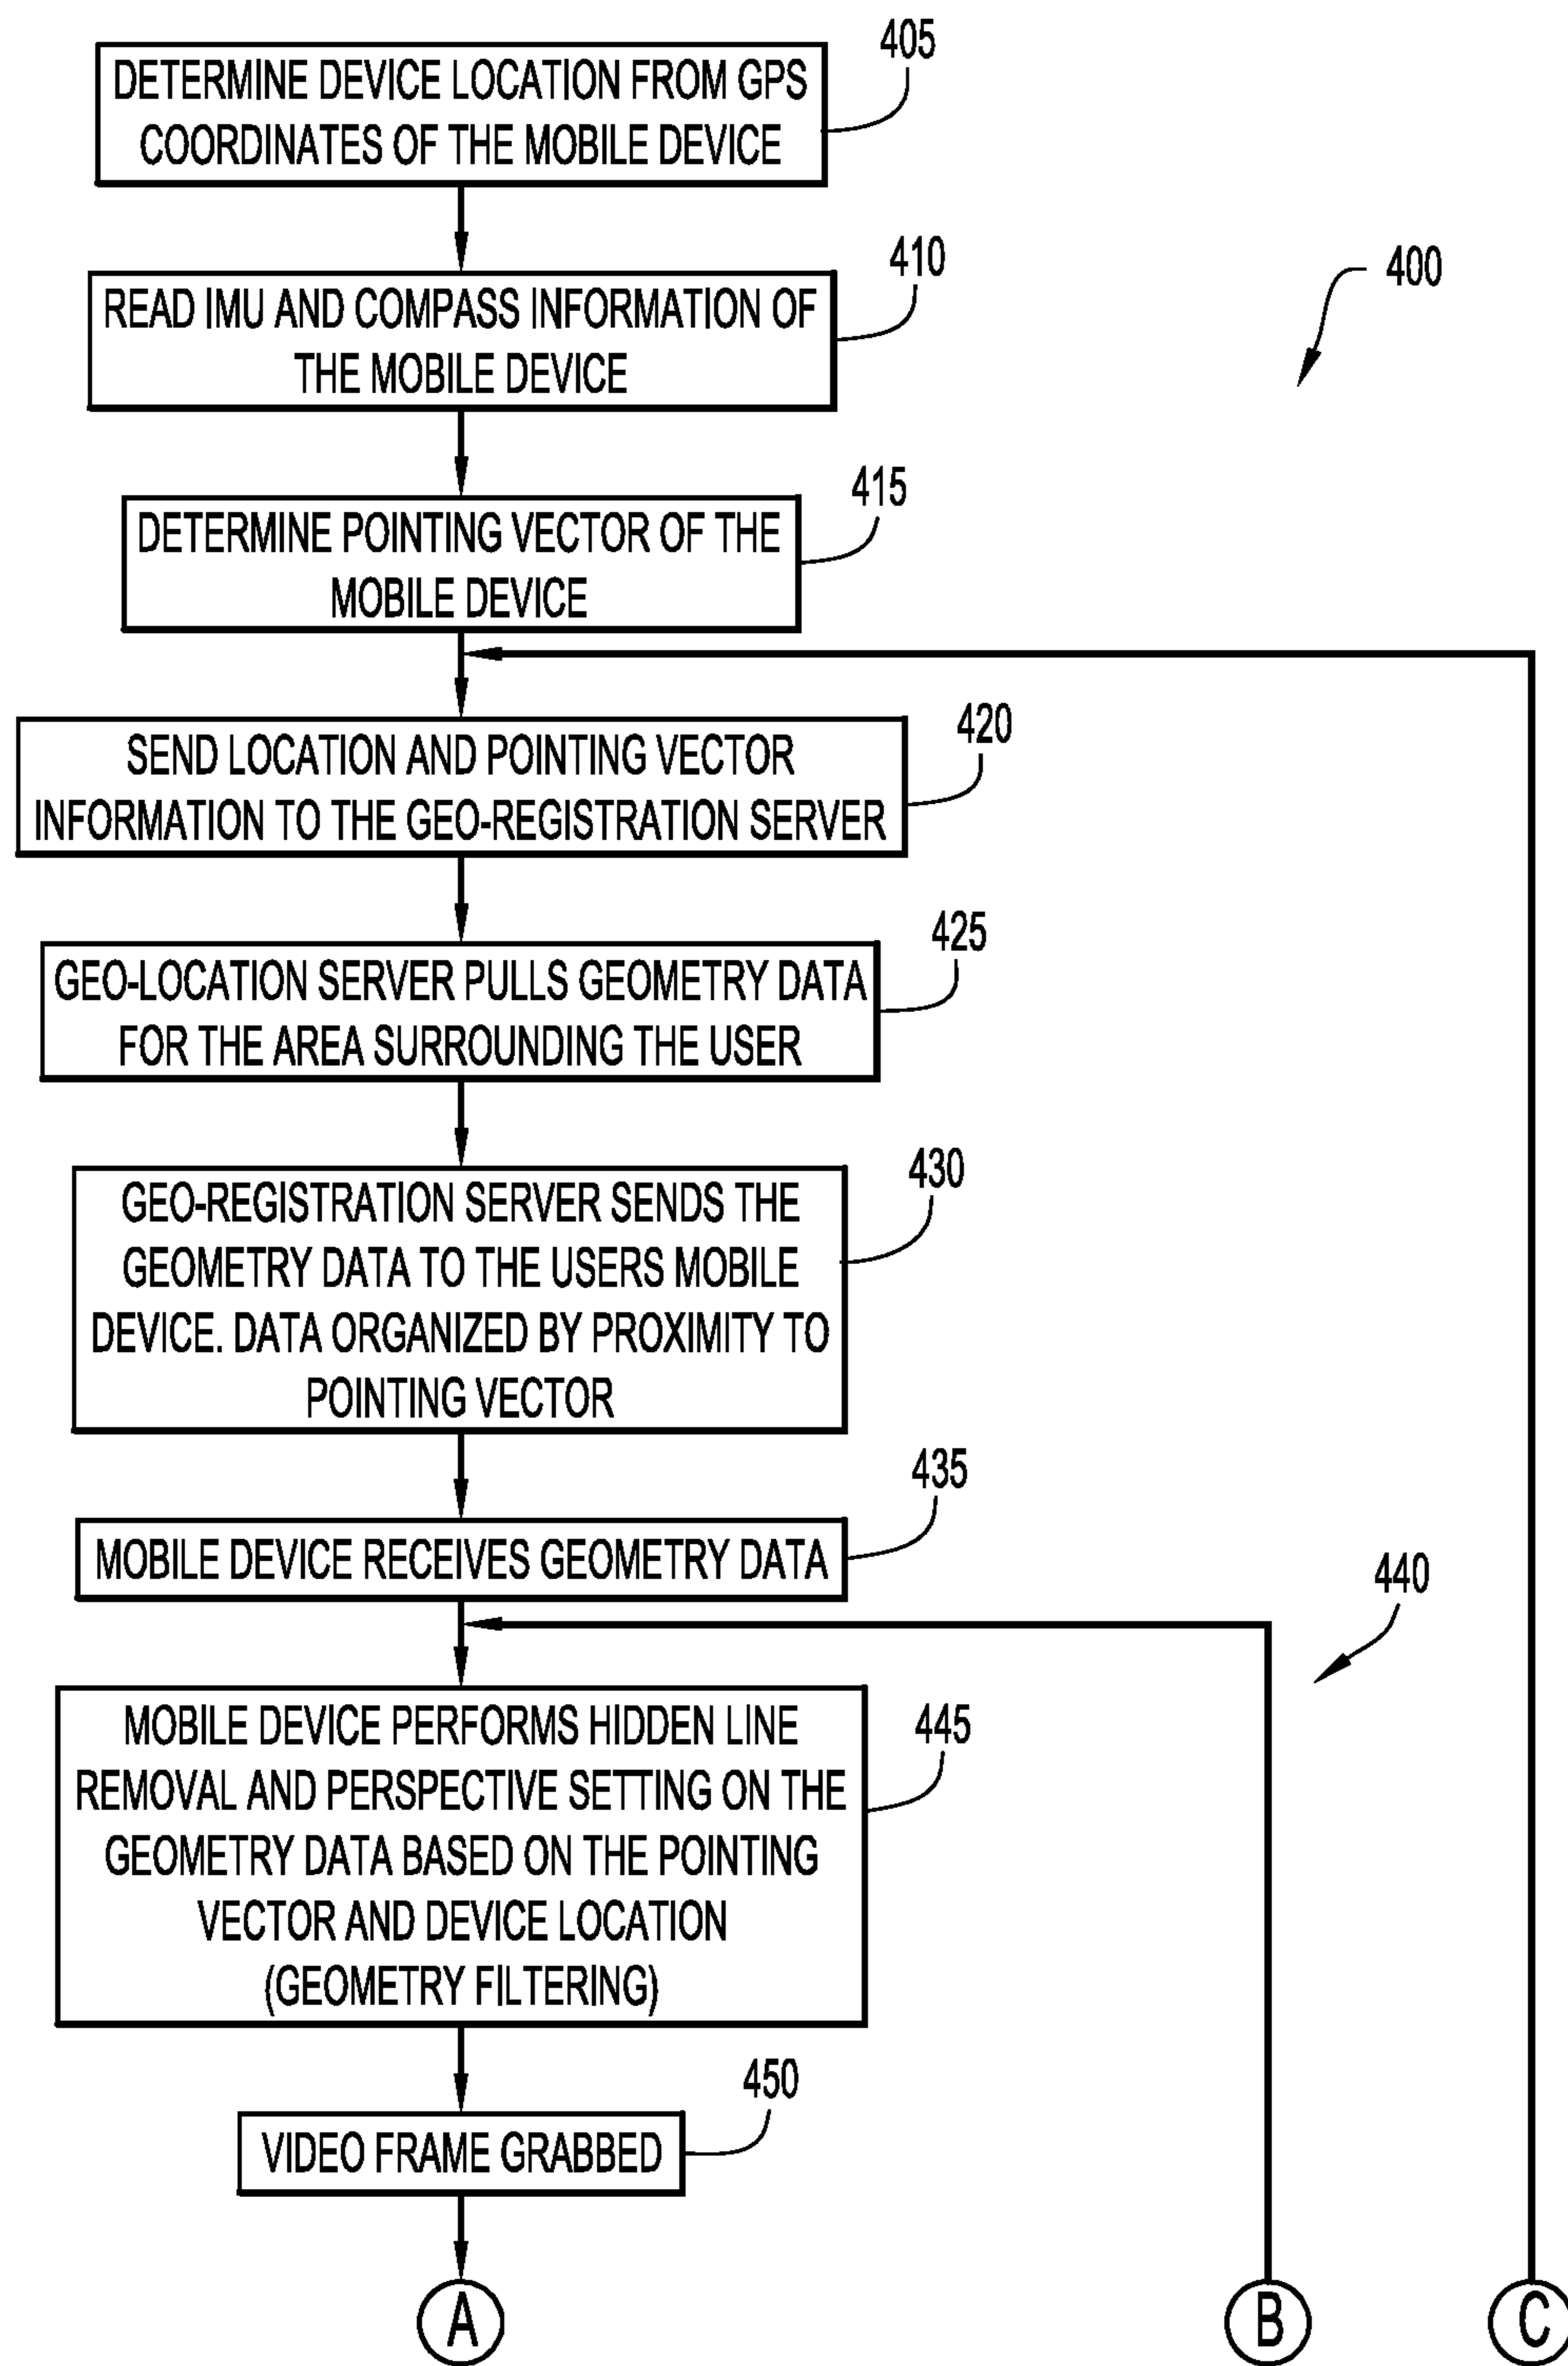 405
DETERMINE DEVICE LOCATION FROM GPS
COORDINATES OF THE MOBILE DEVICE
410
READ IMU AND COMPASS INFORMATION OF
THE MOBILE DEVICE
400
415
DETERMINE POINTING VECTOR OF THE
MOBILE DEVICE
420
SEND LOCATION AND POINTING VECTOR
INFORMATION TO THE GEO-REGISTRATION SERVER
425
GEO-LOCATION SERVER PULLS GEOMETRY DATA
FOR THE AREA SURROUNDING THE USER
430
GEO-REGISTRATION SERVER SENDS THE
GEOMETRY DATA TO THE USERS MOBILE
DEVICE. DATA ORGANIZED BY PROXIMITY TO
POINTING VECTOR
435
MOBILE DEVICE RECEIVES GEOMETRY DATA
440
445
MOBILE DEVICE PERFORMS HIDDEN LINE
REMOVAL AND PERSPECTIVE SETTING ON THE
GEOMETRY DATA BASED ON THE POINTING
VECTOR AND DEVICE LOCATION
(GEOMETRY FILTERING)
450
VIDEO FRAME GRABBED
A
B
C